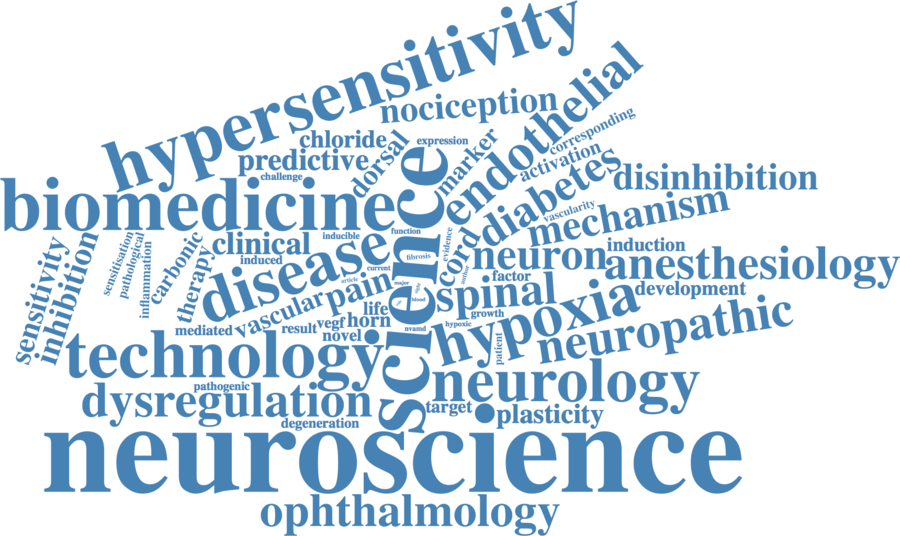 hypersensitivity
nociception
endothelial
chloride
expression
marker
corresponding
predictive
dorsal
activation
challenge
diabetes
disinhibition
biomedicine
science
vascularity
mechanism
function
inducible
evidence
clinical
sensitivity
inhibition
sensitisation
pathological
inflammation
carbonic
therapy
disease
induced
fibrosis
cord
neuron
induction
anesthesiology
current
article
pain
major
factor
spinal
hypoxia
development
vascular
blood
life
growth
mediated
result
vegf
horn
nvamd
hypoxic
neuropathic
novel
patient
technology
neurology
pathogenic
dysregulation
target
plasticity
degeneration
neuroscience
ophthalmology